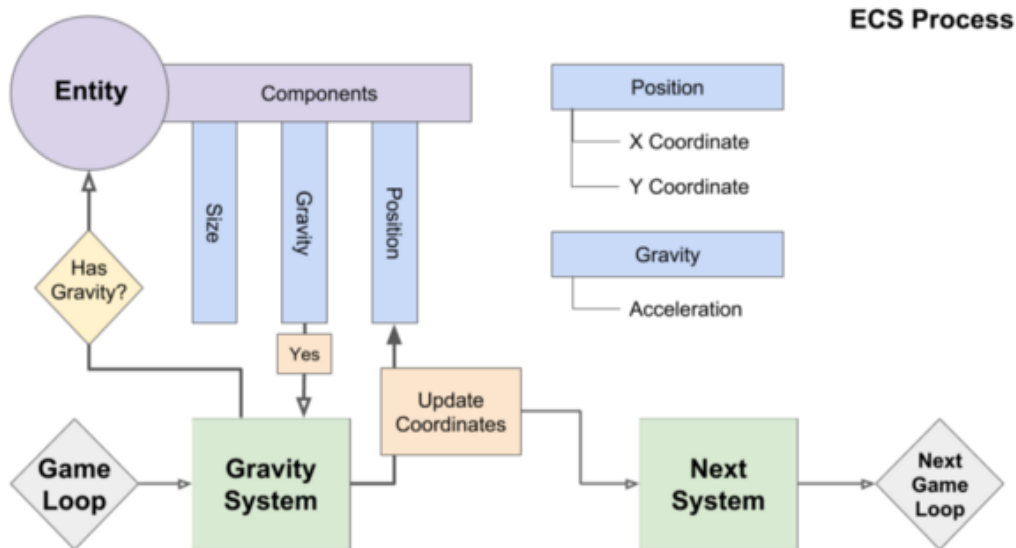 ECS Process
Entity
Components
Size
Gravity
Position
Position
X Coordinate
Y Coordinate
Gravity
Acceleration
Has
Gravity?
Yes
Update
Coordinates
Game
Loop
Gravity
System
Next
System
Next
Game
Loop